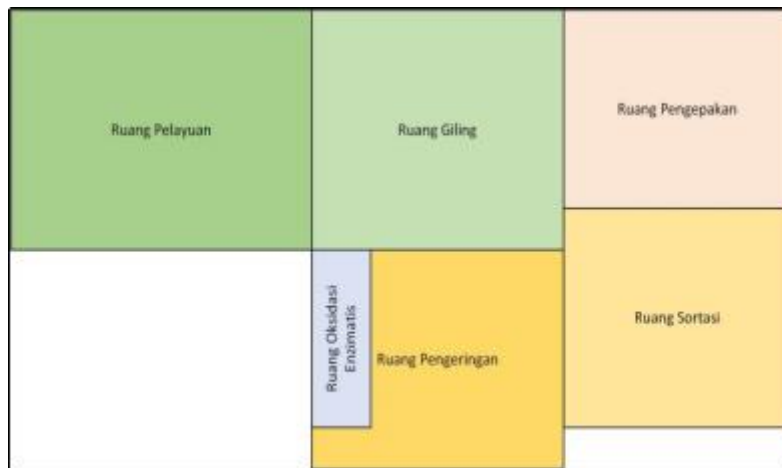 Ruang Pelayuan
Ruang Giling
Ruang Pengepakan
Ruang Oksidasi
Enzimatis
Ruang Pengeringan
Ruang Sortasi